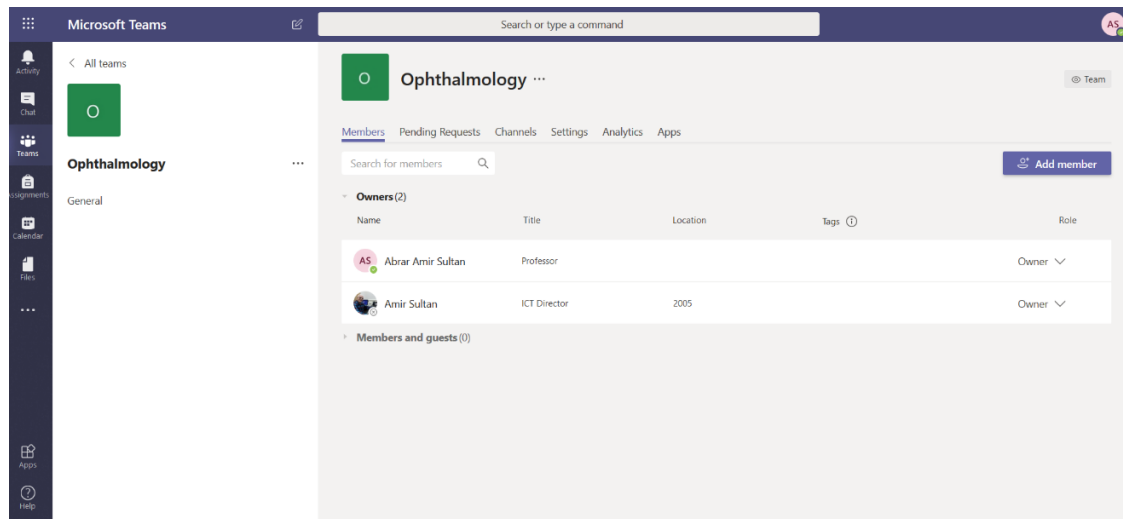 Microsoft Teams
Search or type a command
AS
Activity
Chat
Teams
Assignments
Calendar
Files
Apps
Help
All teams
O
Ophthalmology
General
O
Ophthalmology ...
Team
Members Pending Requests Channels Settings Analytics Apps
Search for members
Add member
Owners (2)
Name Title Location Tags Role
AS Abrar Amir Sultan Professor Owner
Amir Sultan ICT Director 2005 Owner
Members and guests (0)